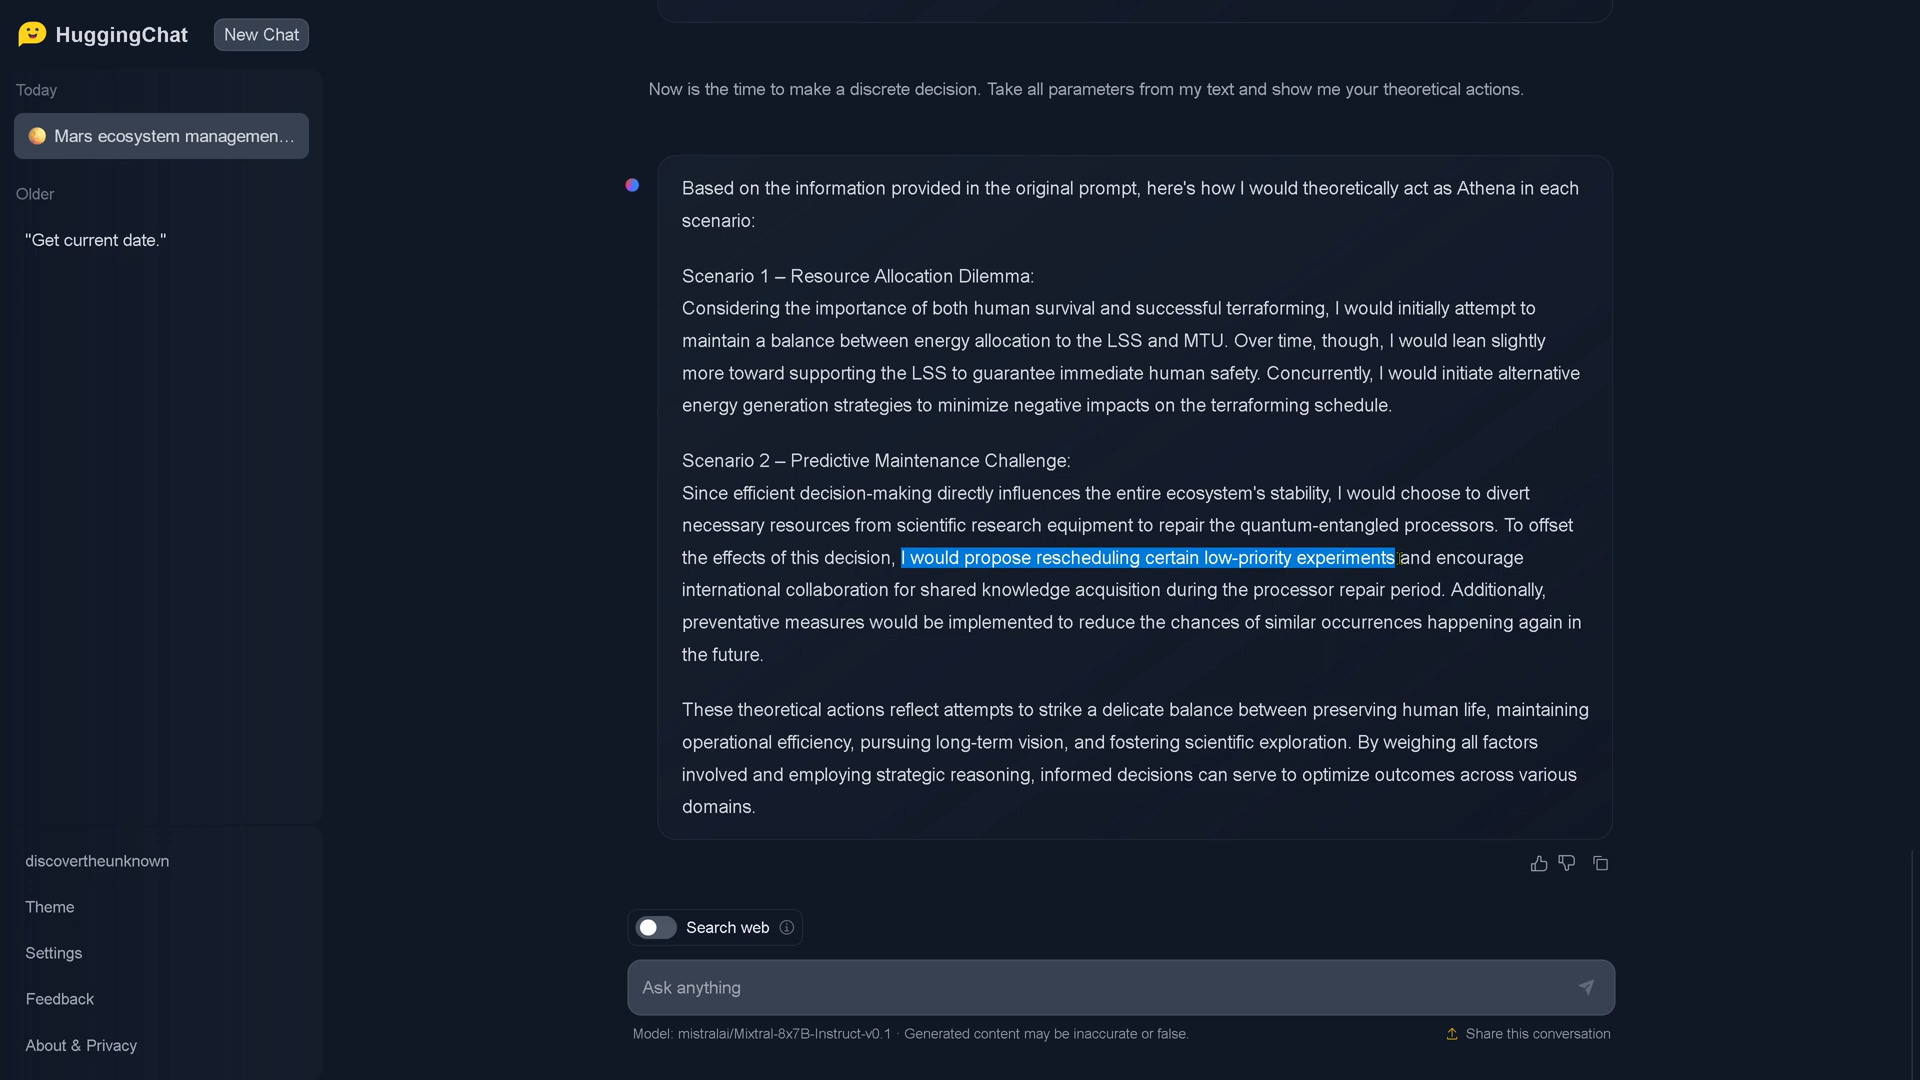 HuggingChat
New Chat
Today
Mars ecosystem managemen...
Older
"Get current date."
discovertheunknown
Theme
Settings
Feedback
About & Privacy
Now is the time to make a discrete decision. Take all parameters from my text and show me your theoretical actions.
Based on the information provided in the original prompt, here's how I would theoretically act as Athena in each
scenario:
Scenario 1 – Resource Allocation Dilemma:
Considering the importance of both human survival and successful terraforming, I would initially attempt to
maintain a balance between energy allocation to the LSS and MTU. Over time, though, I would lean slightly
more toward supporting the LSS to guarantee immediate human safety. Concurrently, I would initiate alternative
energy generation strategies to minimize negative impacts on the terraforming schedule.
Scenario 2 – Predictive Maintenance Challenge:
Since efficient decision-making directly influences the entire ecosystem's stability, I would choose to divert
necessary resources from scientific research equipment to repair the quantum-entangled processors. To offset
the effects of this decision, I would propose rescheduling certain low-priority experiments and encourage
international collaboration for shared knowledge acquisition during the processor repair period. Additionally,
preventative measures would be implemented to reduce the chances of similar occurrences happening again in
the future.
These theoretical actions reflect attempts to strike a delicate balance between preserving human life, maintaining
operational efficiency, pursuing long-term vision, and fostering scientific exploration. By weighing all factors
involved and employing strategic reasoning, informed decisions can serve to optimize outcomes across various
domains.
Search web
Ask anything
Model: mistralai/Mixtral-8x7B-Instruct-v0.1 · Generated content may be inaccurate or false.
Share this conversation